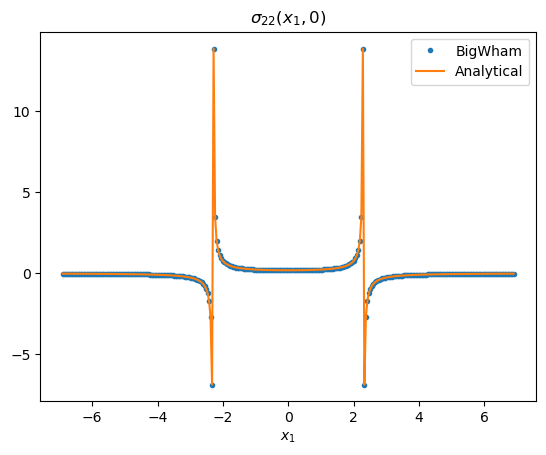 σ₂₂(x₁, 0)
BigWham
Analytical
10
5
0
−5
−6 −4 −2 0 2 4 6
x₁